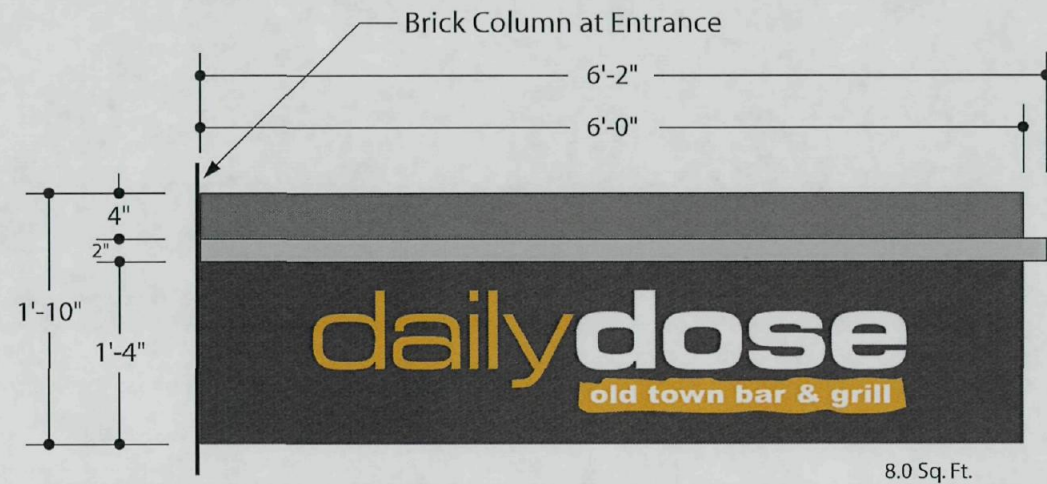 Brick Column at Entrance
6'-2"
6'-0"
4"
2"
1'-10"
1'-4"
dailydose
old town bar & grill
8.0 Sq. Ft.